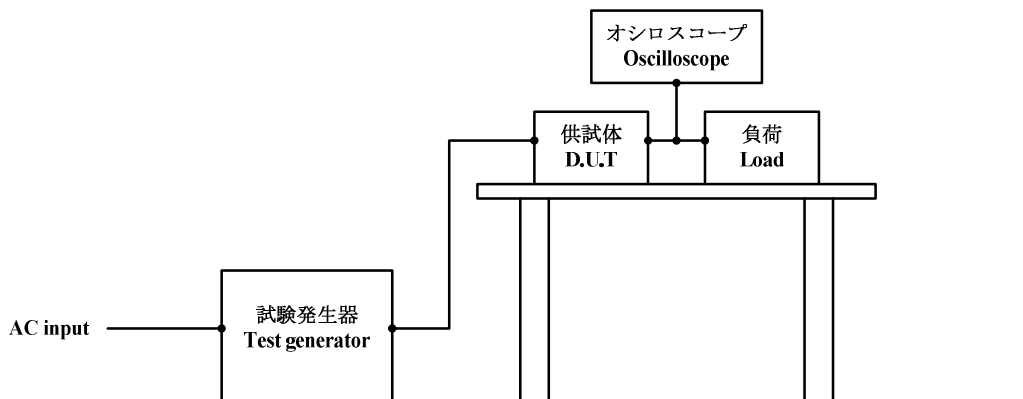 オシロスコープ
Oscilloscope
供試体
D.U.T
負荷
Load
試験発生器
Test generator
AC input